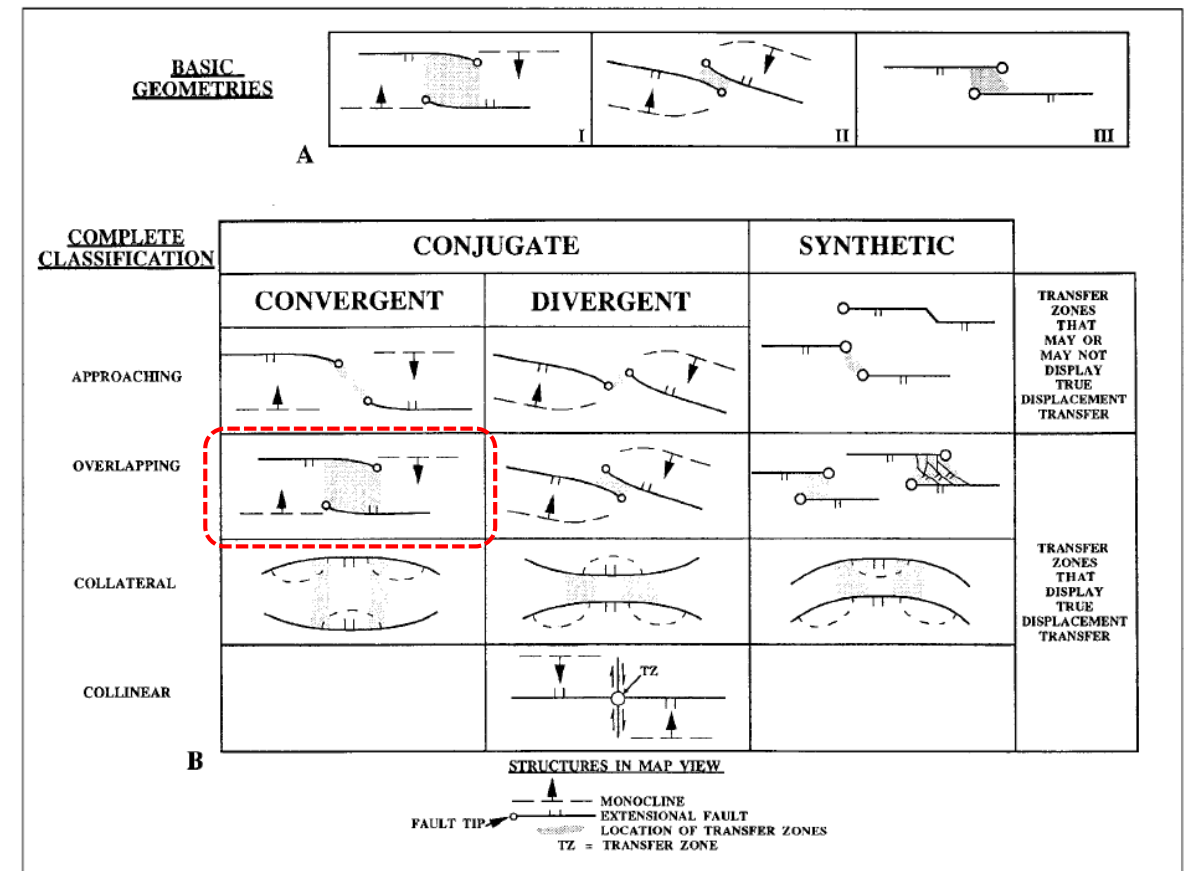 BASIC
GEOMETRIES
I
II
III
A
COMPLETE
CLASSIFICATION
CONJUGATE
SYNTHETIC
CONVERGENT
DIVERGENT
TRANSFER
ZONES
THAT
MAY OR
MAY NOT
DISPLAY
TRUE
DISPLACEMENT
TRANSFER
APPROACHING
OVERLAPPING
COLLATERAL
TRANSFER
ZONES
THAT
DISPLAY
TRUE
DISPLACEMENT
TRANSFER
COLLINEAR
TZ
B
STRUCTURES IN MAP VIEW
MONOCLINE
FAULT TIP
EXTENSIONAL FAULT
LOCATION OF TRANSFER ZONES
TZ = TRANSFER ZONE